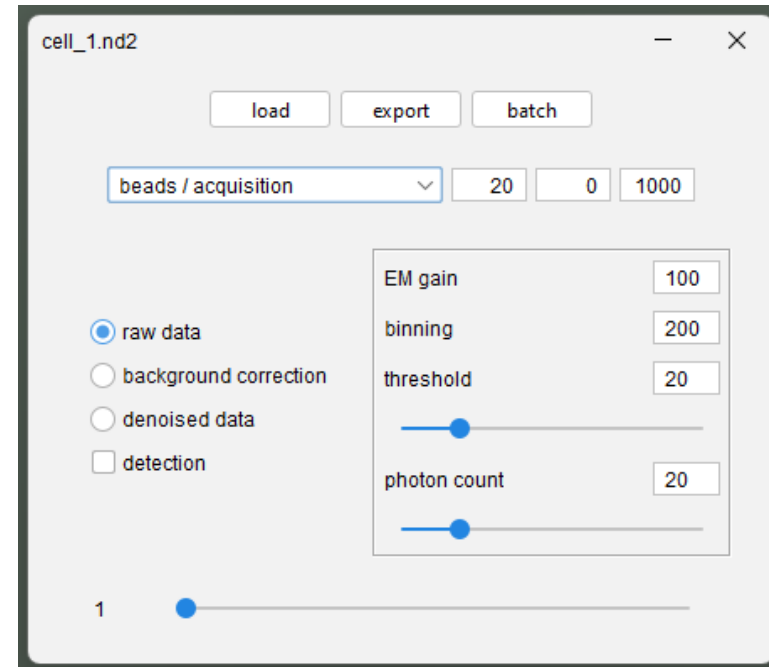 cell_1.nd2
load export batch
beads / acquisition 20 0 1000
EM gain 100
raw data binning 200
background correction threshold 20
denoised data
detection photon count 20
1